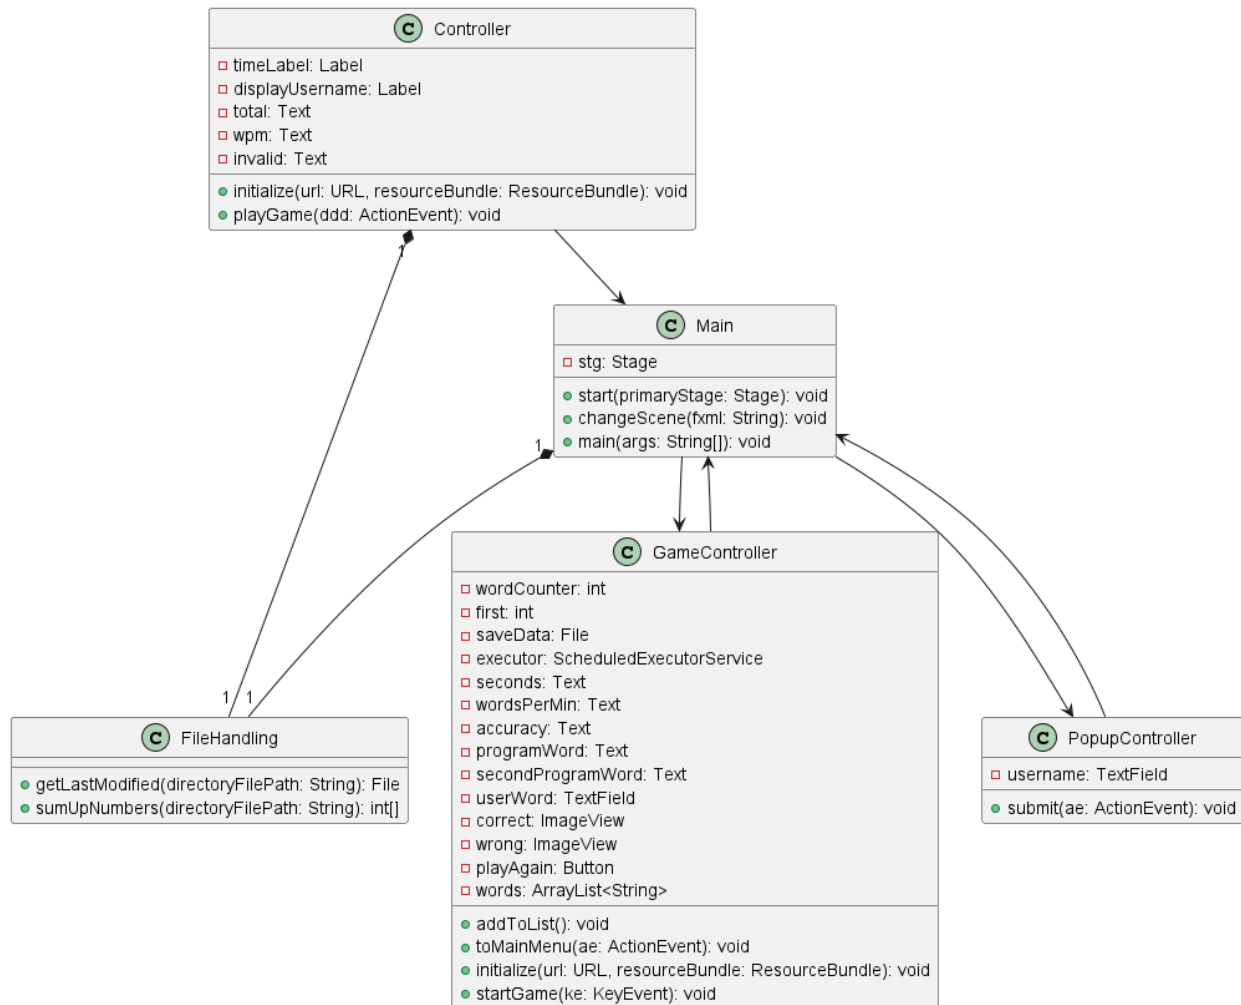 C Controller
timeLabel: Label
displayUsername: Label
total: Text
wpm: Text
invalid: Text
initialize(url: URL, resourceBundle: ResourceBundle): void
playGame(ddd: ActionEvent): void
1
C Main
stg: Stage
start(primaryStage: Stage): void
changeScene(fxml: String): void
main(args: String[]): void
1
C GameController
wordCounter: int
first: int
saveData: File
executor: ScheduledExecutorService
seconds: Text
wordsPerMin: Text
accuracy: Text
programWord: Text
secondProgramWord: Text
userWord: TextField
correct: ImageView
wrong: ImageView
playAgain: Button
words: ArrayList<String>
addToList(): void
toMainMenu(ae: ActionEvent): void
initialize(url: URL, resourceBundle: ResourceBundle): void
startGame(ke: KeyEvent): void
1 1
C FileHandling
getLastModified(directoryFilePath: String): File
sumUpNumbers(directoryFilePath: String): int[]
C PopupController
username: TextField
submit(ae: ActionEvent): void